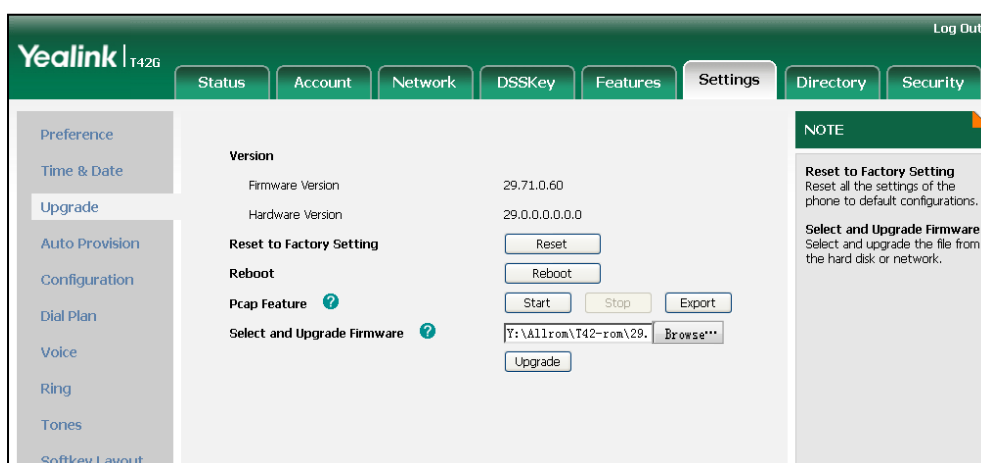 Log Out
Yealink T42G
Status Account Network DSSKey Features Settings Directory Security
Preference
Time & Date
Upgrade
Auto Provision
Configuration
Dial Plan
Voice
Ring
Tones
Softkey Layout
Version
Firmware Version 29.71.0.60
Hardware Version 29.0.0.0.0.0.0
Reset to Factory Setting Reset
Reboot Reboot
Pcap Feature ? Start Stop Export
Select and Upgrade Firmware ? Y:\Allrom\T42-rom\29. Browse...
Upgrade
NOTE
Reset to Factory Setting
Reset all the settings of the
phone to default configurations.
Select and Upgrade Firmware
Select and upgrade the file from
the hard disk or network.